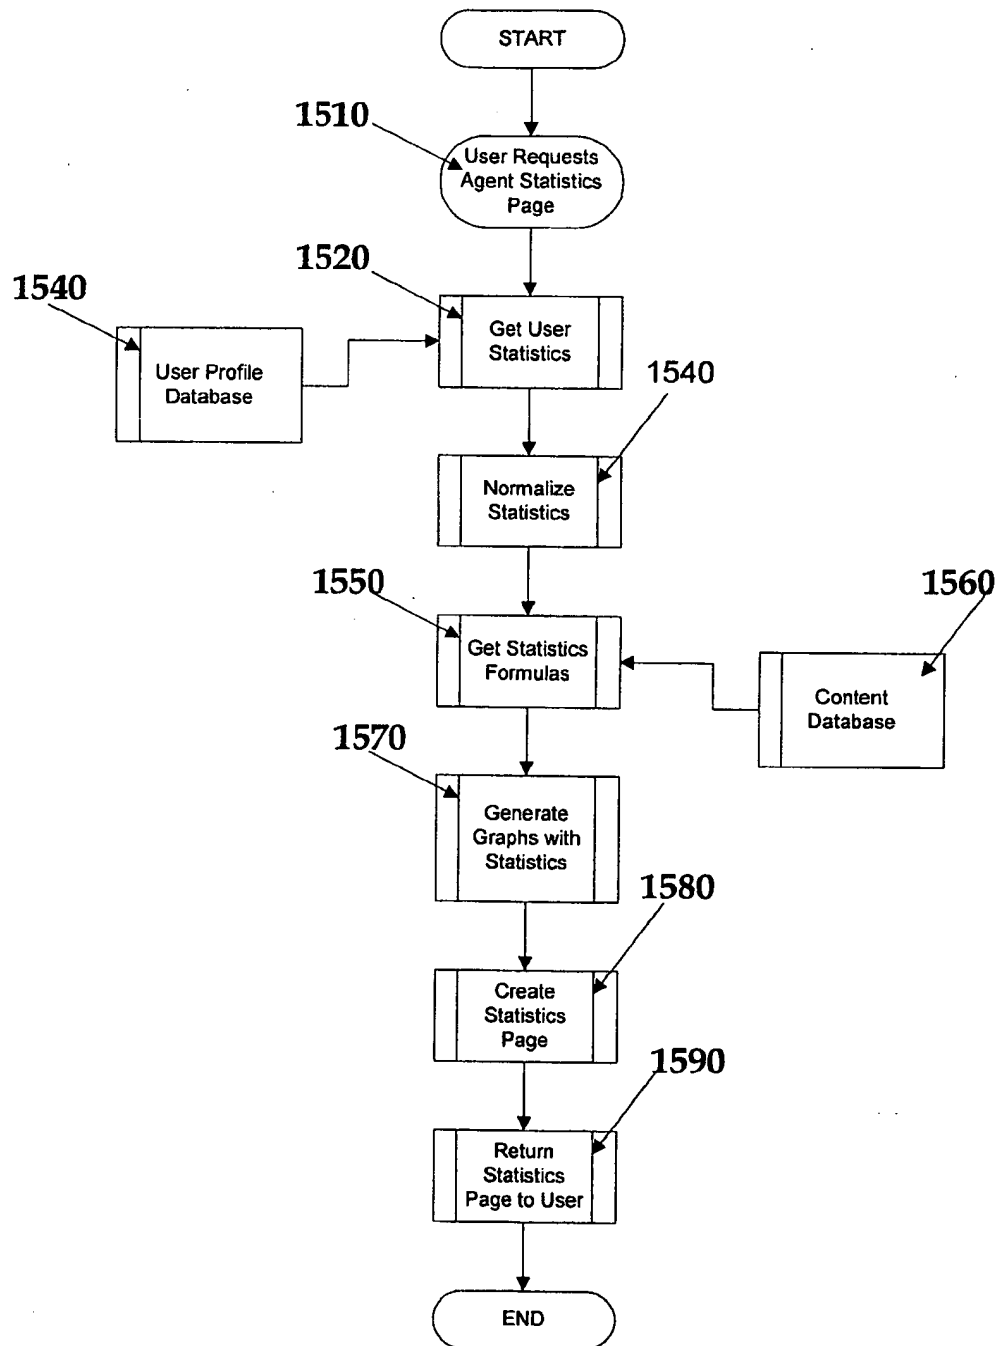 START
1510
User Requests
Agent Statistics
Page
1520
1540
Get User
Statistics
User Profile
Database
1540
Normalize
Statistics
1550
1560
Get Statistics
Formulas
Content
Database
1570
Generate
Graphs with
Statistics
1580
Create
Statistics
Page
1590
Return
Statistics
Page to User
END